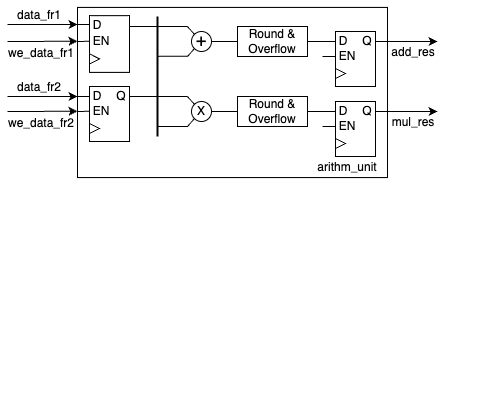 data_fr1
D
EN
we_data_fr1
data_fr2
D Q
EN
we_data_fr2
+
X
Round &
Overflow
Round &
Overflow
D Q
EN
add_res
D Q
EN
mul_res
arithm_unit